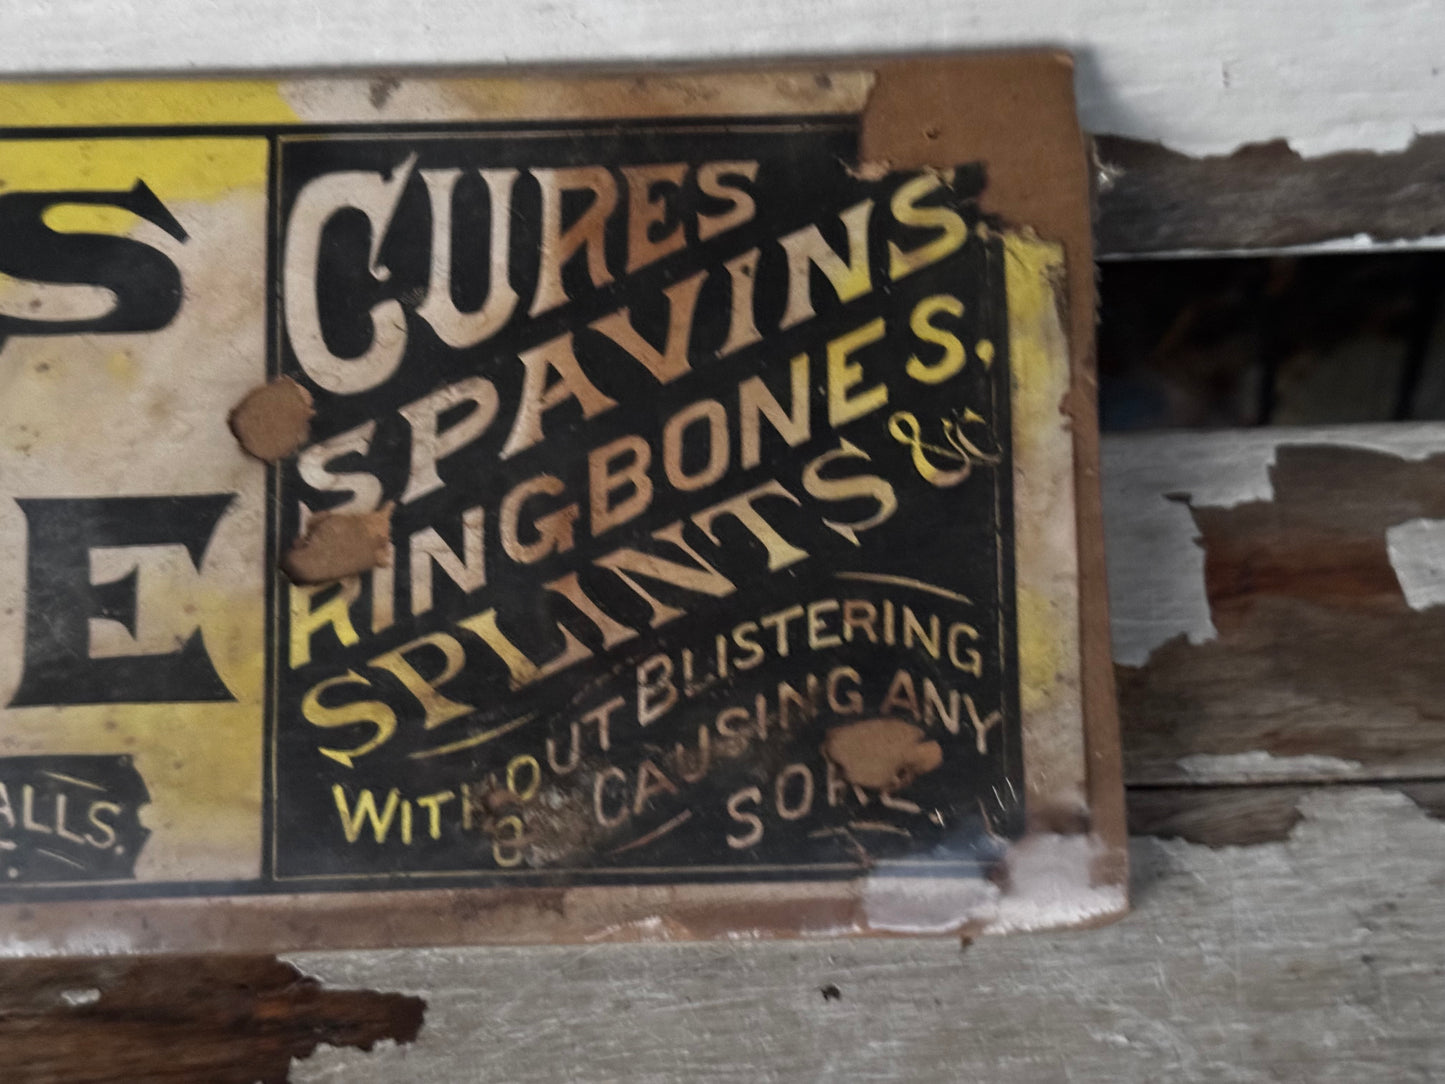 S
E
ALLS.
CURES
SPAVINS.
RINGBONES.
SPLINTS &c
WITHOUT BLISTERING
CAUSING ANY
SORE.